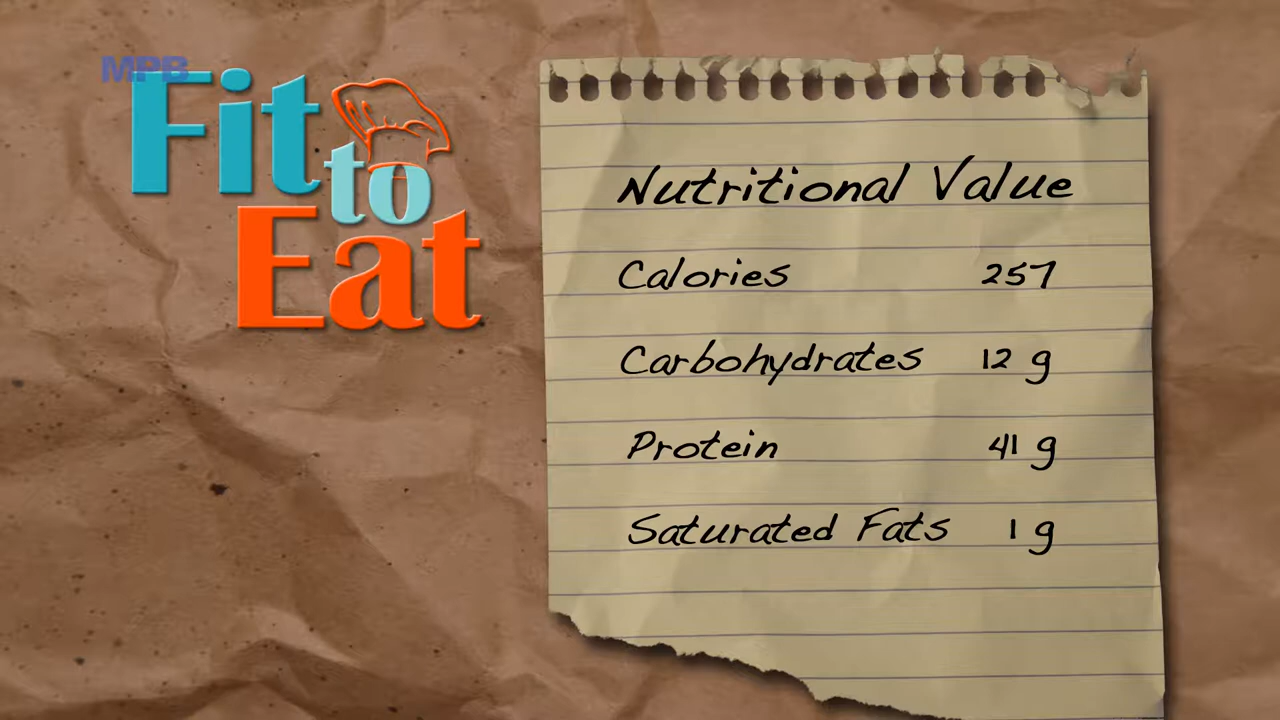 MPB
Fit
to
Eat
Nutritional Value
Calories 257
Carbohydrates 12 g
Protein 41 g
Saturated Fats 1 g